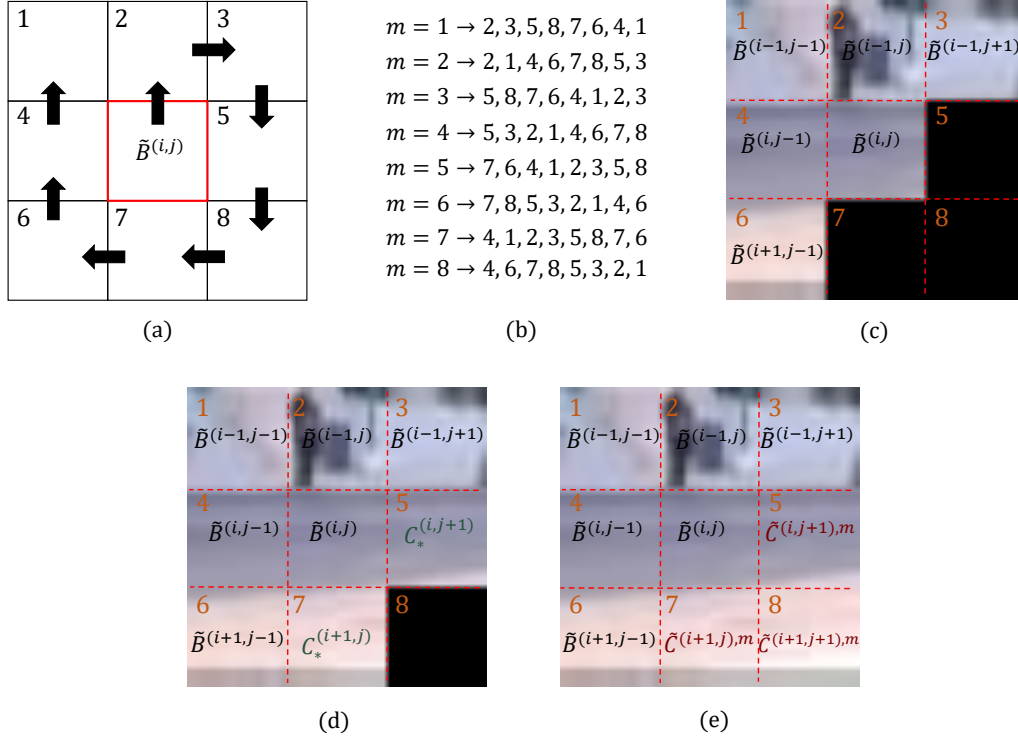 1 2 3
4 5
B̃^(i,j)
6 7 8
(a)
m = 1 → 2, 3, 5, 8, 7, 6, 4, 1
m = 2 → 2, 1, 4, 6, 7, 8, 5, 3
m = 3 → 5, 8, 7, 6, 4, 1, 2, 3
m = 4 → 5, 3, 2, 1, 4, 6, 7, 8
m = 5 → 7, 6, 4, 1, 2, 3, 5, 8
m = 6 → 7, 8, 5, 3, 2, 1, 4, 6
m = 7 → 4, 1, 2, 3, 5, 8, 7, 6
m = 8 → 4, 6, 7, 8, 5, 3, 2, 1
(b)
1 2 3
B̃^(i−1,j−1) B̃^(i−1,j) B̃^(i−1,j+1)
4 5
B̃^(i,j−1) B̃^(i,j)
6 7 8
B̃^(i+1,j−1)
(c)
1 2 3
B̃^(i−1,j−1) B̃^(i−1,j) B̃^(i−1,j+1)
4 5
B̃^(i,j−1) B̃^(i,j) C_*^(i,j+1)
6 7 8
B̃^(i+1,j−1) C_*^(i+1,j)
(d)
1 2 3
B̃^(i−1,j−1) B̃^(i−1,j) B̃^(i−1,j+1)
4 5
B̃^(i,j−1) B̃^(i,j) C̃^(i,j+1),m
6 7 8
B̃^(i+1,j−1) C̃^(i+1,j),m C̃^(i+1,j+1),m
(e)